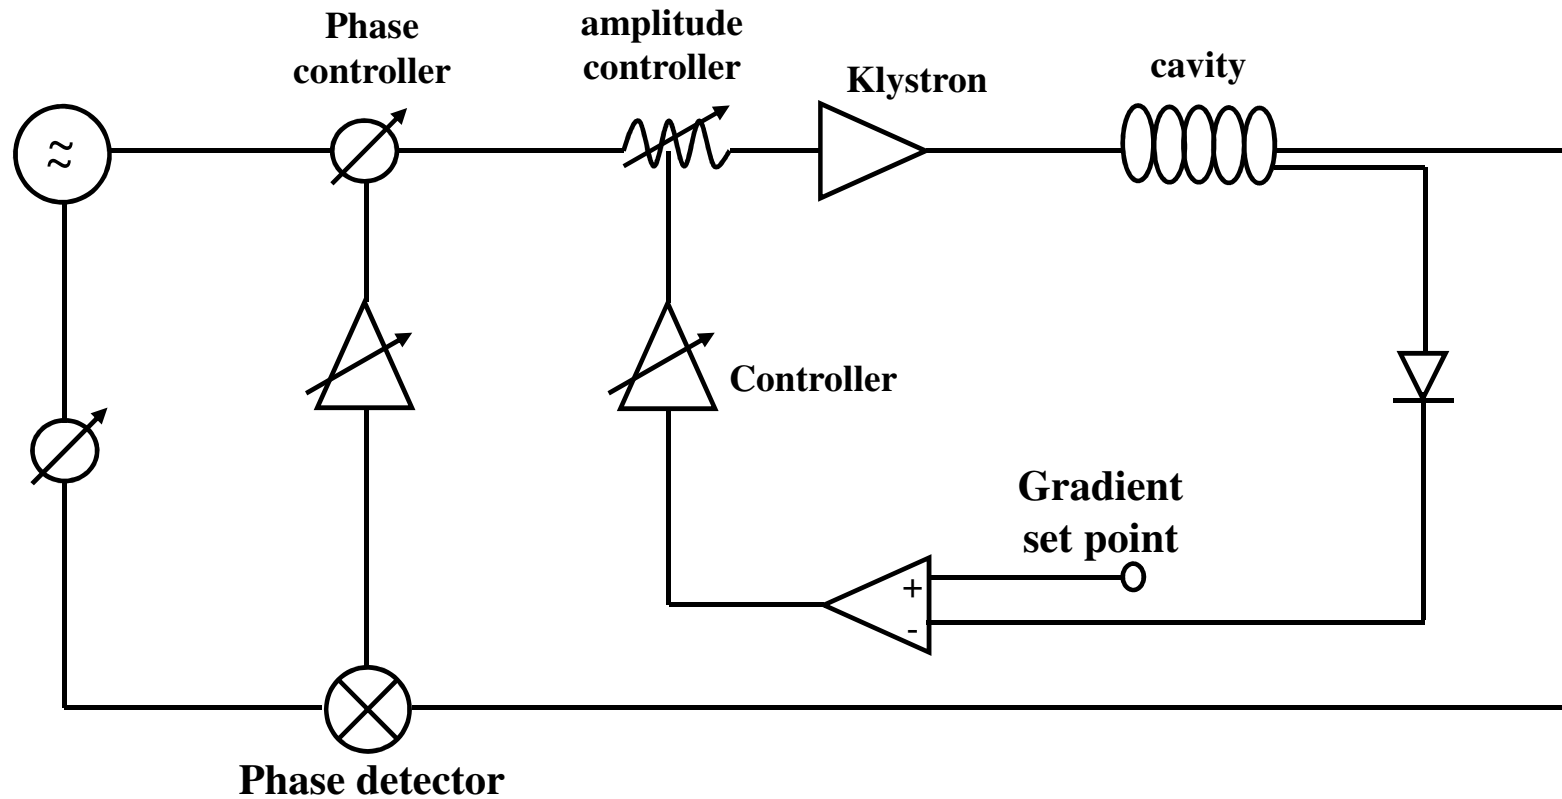 Phase
controller
amplitude
controller
Klystron
cavity
≈
Controller
Gradient
set point
+
-
Phase detector